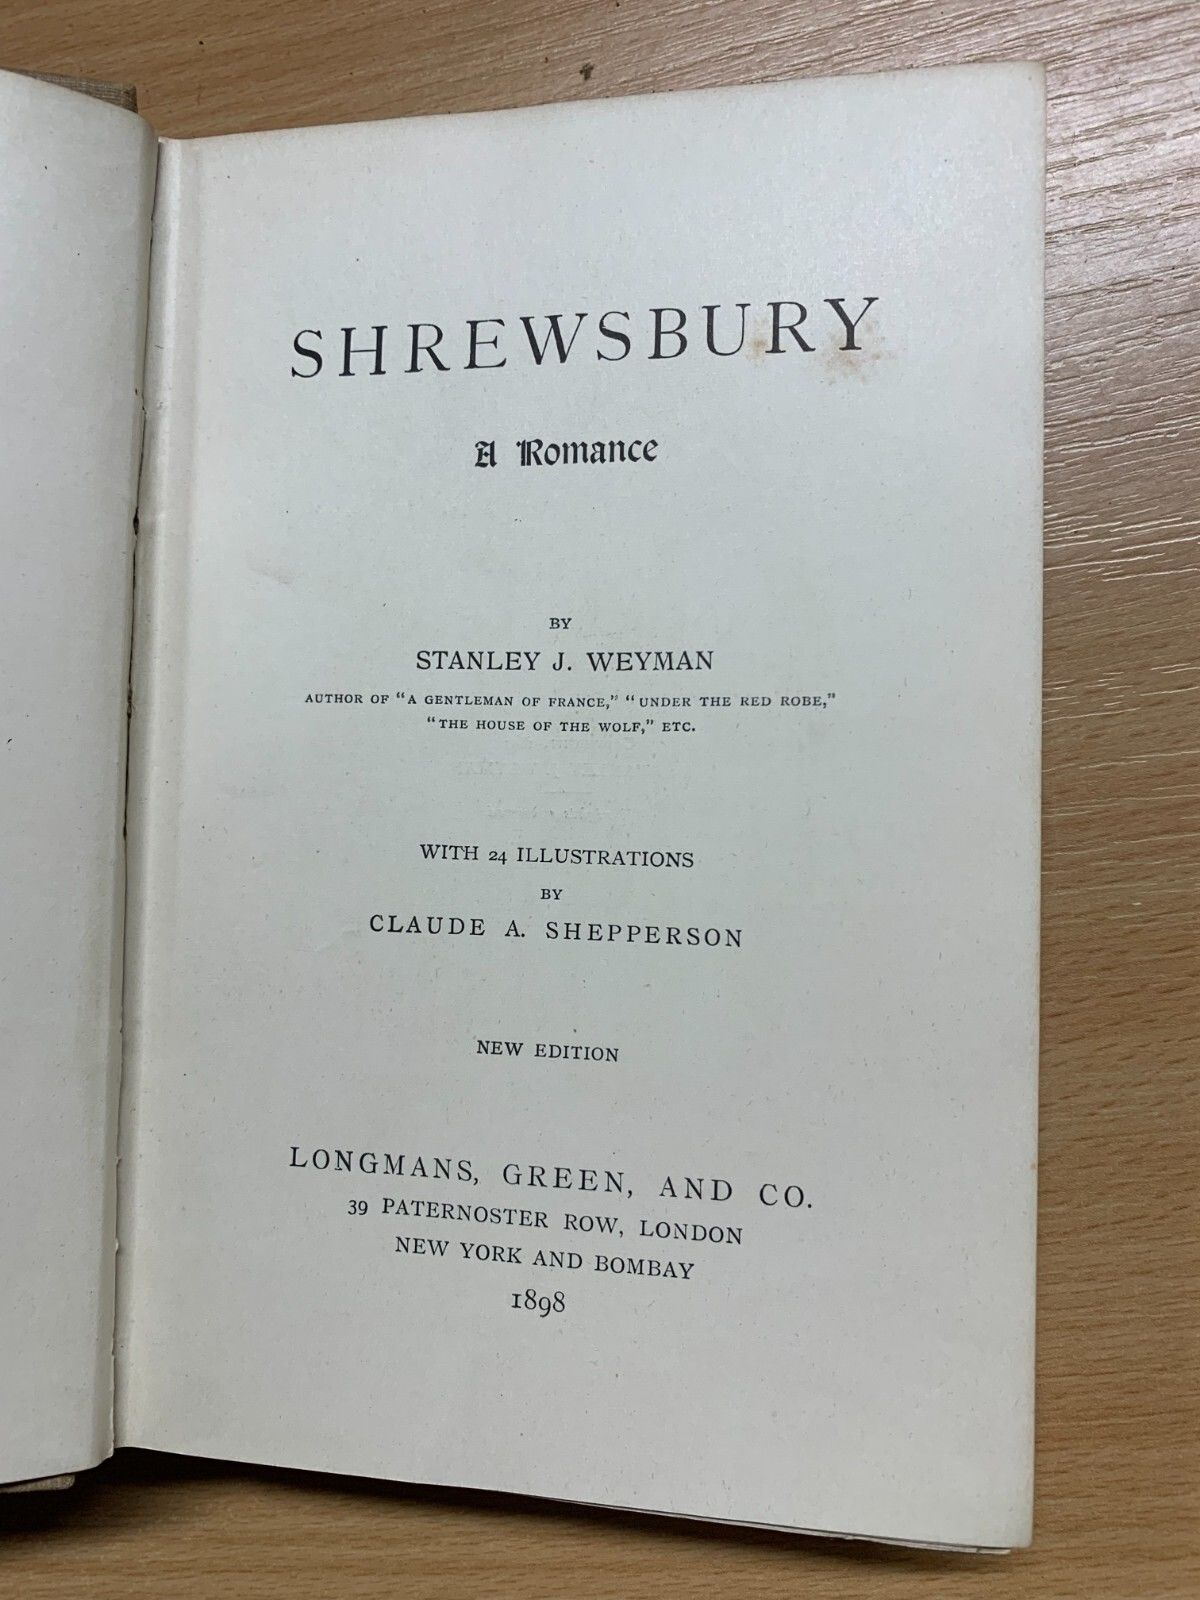 SHREWSBURY
A Romance
BY
STANLEY J. WEYMAN
AUTHOR OF "A GENTLEMAN OF FRANCE," "UNDER THE RED ROBE,"
"THE HOUSE OF THE WOLF," ETC.
WITH 24 ILLUSTRATIONS
BY
CLAUDE A. SHEPPERSON
NEW EDITION
LONGMANS, GREEN, AND CO.
39 PATERNOSTER ROW, LONDON
NEW YORK AND BOMBAY
1898